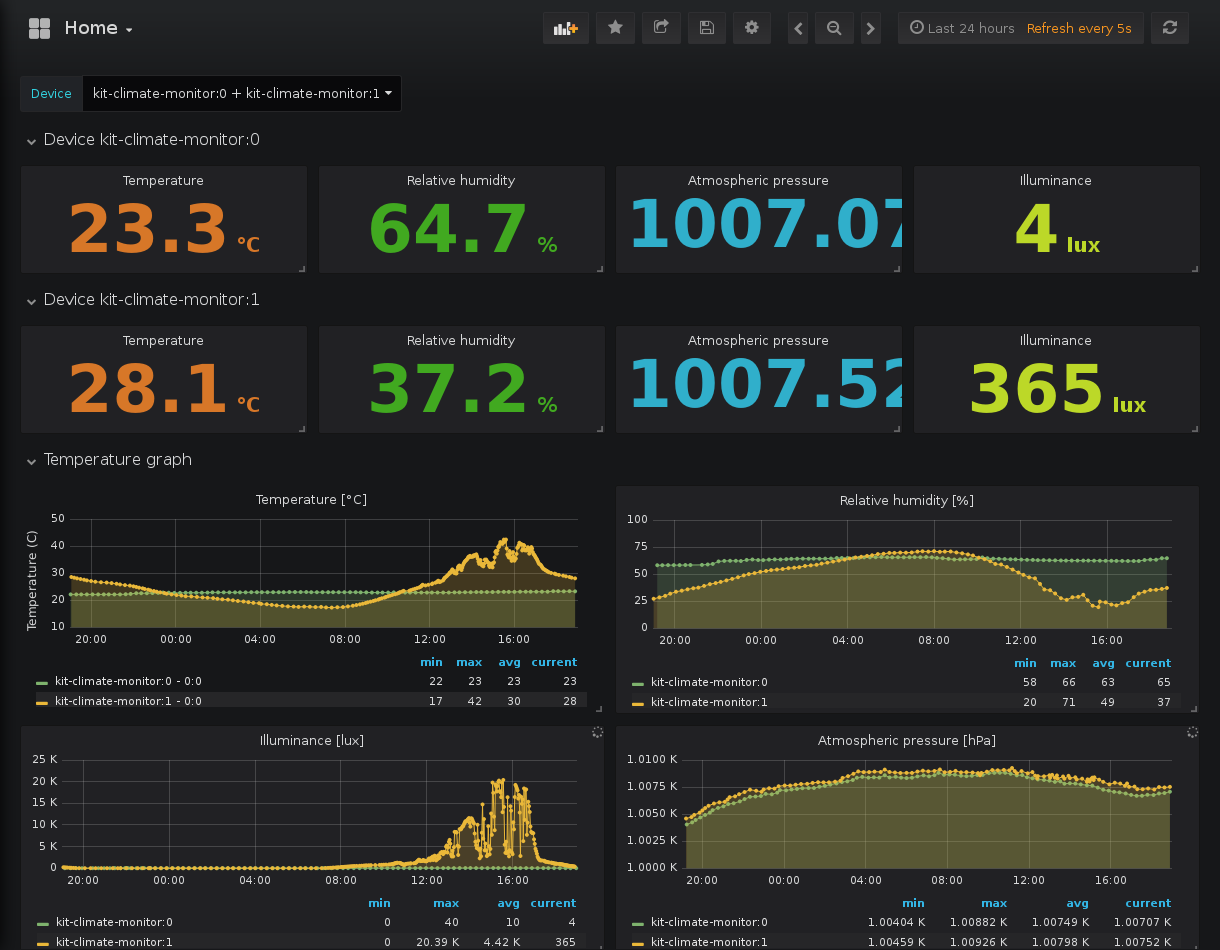 Home
Last 24 hours Refresh every 5s
Device kit-climate-monitor:0 + kit-climate-monitor:1
Device kit-climate-monitor:0
Temperature Relative humidity Atmospheric pressure Illuminance
23.3 °C 64.7 % 1007.07 4 lux
Device kit-climate-monitor:1
Temperature Relative humidity Atmospheric pressure Illuminance
28.1 °C 37.2 % 1007.52 365 lux
Temperature graph
Temperature [°C]
Temperature (C)
50
40
30
20
10
20:00 00:00 04:00 08:00 12:00 16:00
min max avg current
kit-climate-monitor:0 - 0:0 22 23 23 23
kit-climate-monitor:1 - 0:0 17 42 30 28
Relative humidity [%]
100
75
50
25
0
20:00 00:00 04:00 08:00 12:00 16:00
min max avg current
kit-climate-monitor:0 58 66 63 65
kit-climate-monitor:1 20 71 49 37
Illuminance [lux]
25 K
20 K
15 K
10 K
5 K
0
20:00 00:00 04:00 08:00 12:00 16:00
min max avg current
kit-climate-monitor:0 0 40 10 4
kit-climate-monitor:1 0 20.39 K 4.42 K 365
Atmospheric pressure [hPa]
1.0100 K
1.0075 K
1.0050 K
1.0025 K
1.0000 K
20:00 00:00 04:00 08:00 12:00 16:00
min max avg current
kit-climate-monitor:0 1.00404 K 1.00882 K 1.00749 K 1.00707 K
kit-climate-monitor:1 1.00459 K 1.00926 K 1.00798 K 1.00752 K